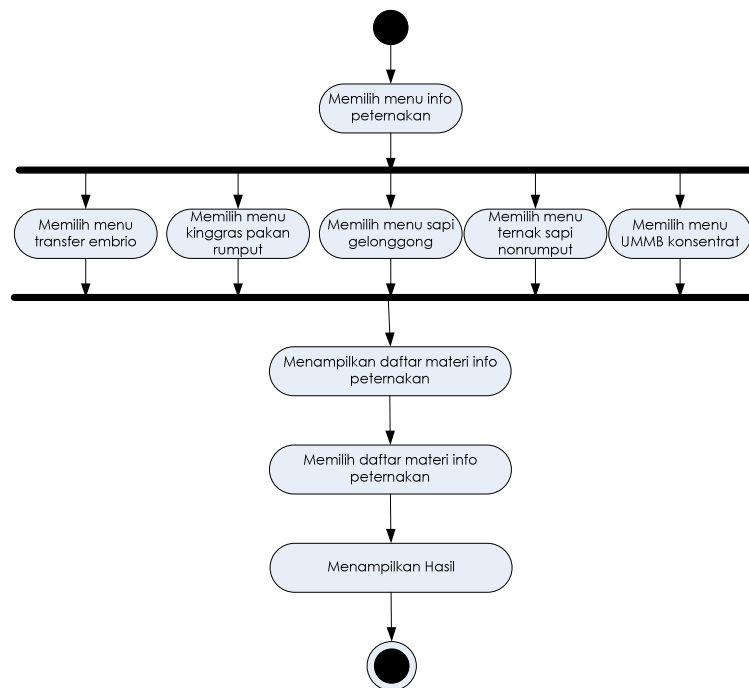 Memilih menu info
peternakan
Memilih menu
transfer embrio
Memilih menu
kinggras pakan
rumput
Memilih menu sapi
gelonggong
Memilih menu
ternak sapi
nonrumput
Memilih menu
UMMB konsentrat
Menampilkan daftar materi info
peternakan
Memilih daftar materi info
peternakan
Menampilkan Hasil